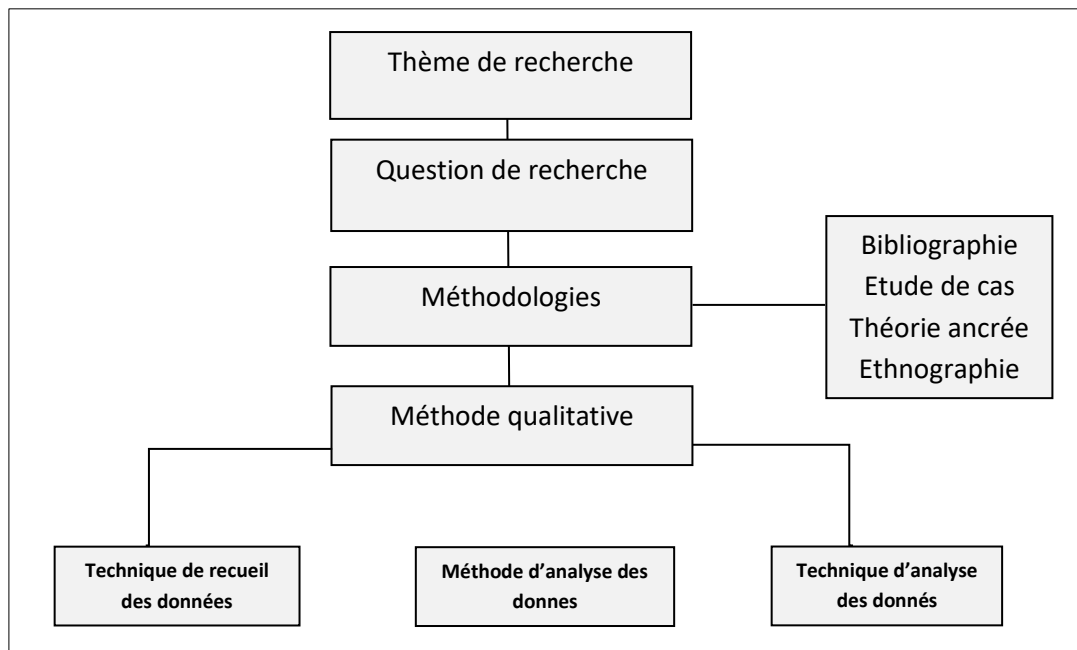 Thème de recherche
Question de recherche
Méthodologies
Bibliographie
Etude de cas
Théorie ancrée
Ethnographie
Méthode qualitative
Technique de recueil
des données
Méthode d’analyse des
donnes
Technique d’analyse
des donnés